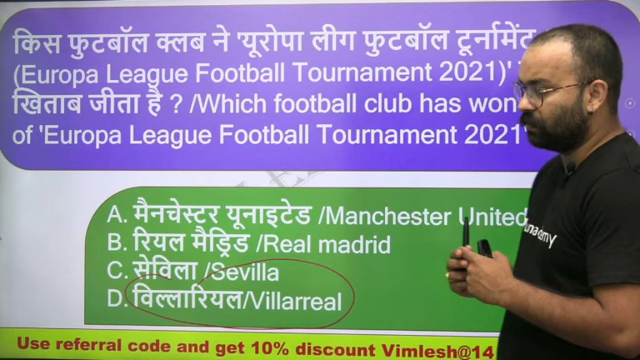 किस फुटबॉल क्लब ने 'यूरोपा लीग फुटबॉल टूर्नामेंट
(Europa League Football Tournament 2021)'
खिताब जीता है ? /Which football club has won
of 'Europa League Football Tournament 2021'
A. मैनचेस्टर यूनाइटेड /Manchester United
B. रियल मैड्रिड /Real madrid
C. सेविला /Sevilla
D. विल्लारियल/Villarreal
Use referral code and get 10% discount Vimlesh@14